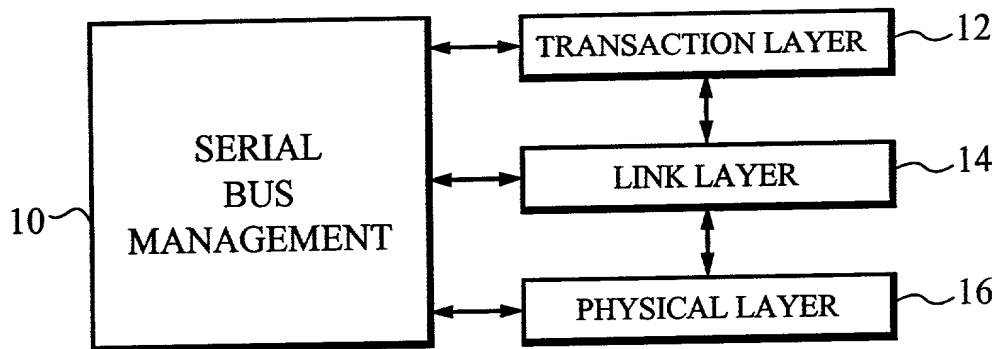 TRANSACTION LAYER
12
SERIAL
BUS
MANAGEMENT
10
LINK LAYER
14
PHYSICAL LAYER
16